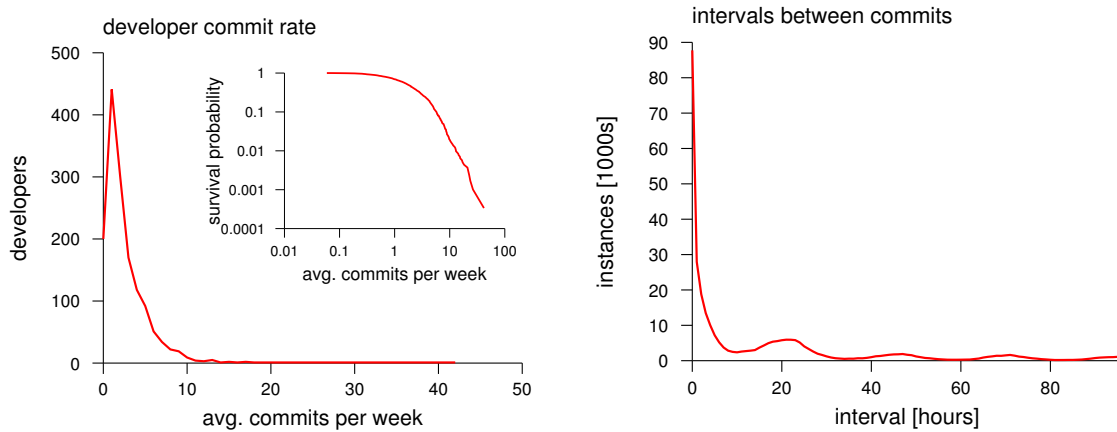 developer commit rate
500
400
300
200
100
0
developers
0 10 20 30 40 50
avg. commits per week
1
0.1
0.01
0.001
0.0001
survival probability
0.01 0.1 1 10 100
avg. commits per week
intervals between commits
90
80
70
60
50
40
30
20
10
0
instances [1000s]
0 20 40 60 80
interval [hours]